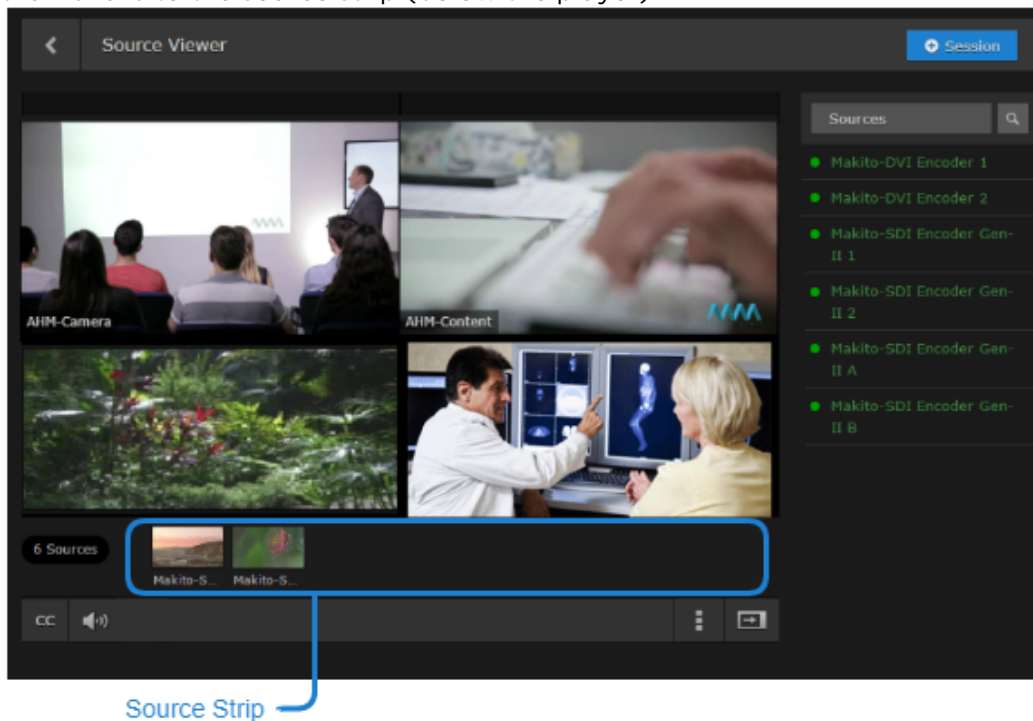 Source Viewer
Session
Sources
Makito-DVI Encoder 1
Makito-DVI Encoder 2
Makito-SDI Encoder Gen-
II 1
Makito-SDI Encoder Gen-
II 2
Makito-SDI Encoder Gen-
II A
Makito-SDI Encoder Gen-
II B
AHM-Camera
AHM-Content
6 Sources
Makito-S...
Makito-S...
CC
Source Strip